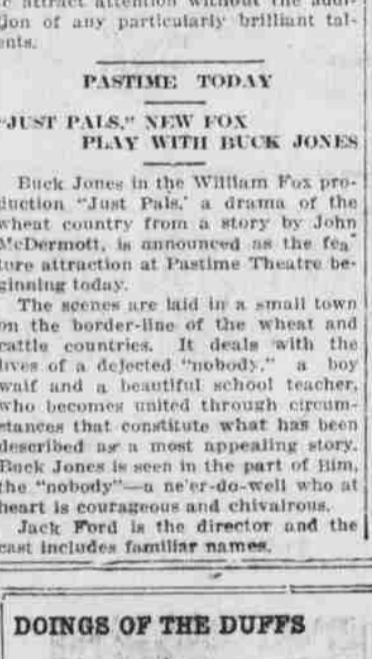 attract attention without the addi-
tion of any particularly brilliant tal-
ents.
PASTIME TODAY
"JUST PALS," NEW FOX
PLAY WITH BUCK JONES
Buck Jones in the William Fox pro-
duction "Just Pals,' a drama of the
wheat country from a story by John
McDermott, is announced as the fea-
ture attraction at Pastime Theatre be-
ginning today.
The scenes are laid in a small town
on the border-line of the wheat and
cattle countries. It deals with the
lives of a dejected "nobody," a boy
waif and a beautiful school teacher,
who becomes united through circum-
stances that constitute what has been
described as a most appealing story.
Buck Jones is seen in the part of Bim,
the "nobody"—a ne'er-do-well who at
heart is courageous and chivalrous.
Jack Ford is the director and the
cast includes familiar names.
DOINGS OF THE DUFFS